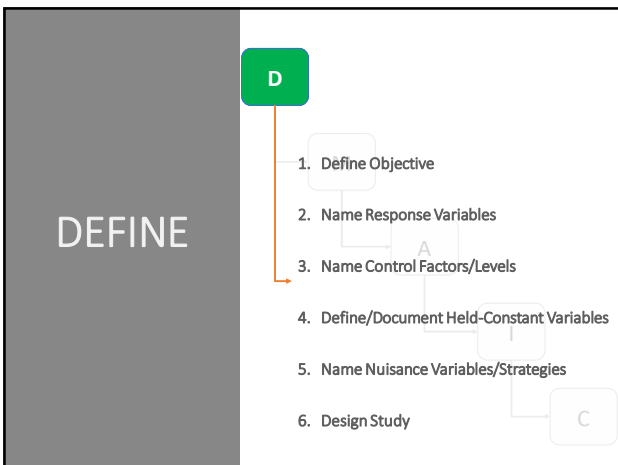 DEFINE
D
1. Define Objective
2. Name Response Variables
A
3. Name Control Factors/Levels
4. Define/Document Held-Constant Variables
I
5. Name Nuisance Variables/Strategies
6. Design Study
C